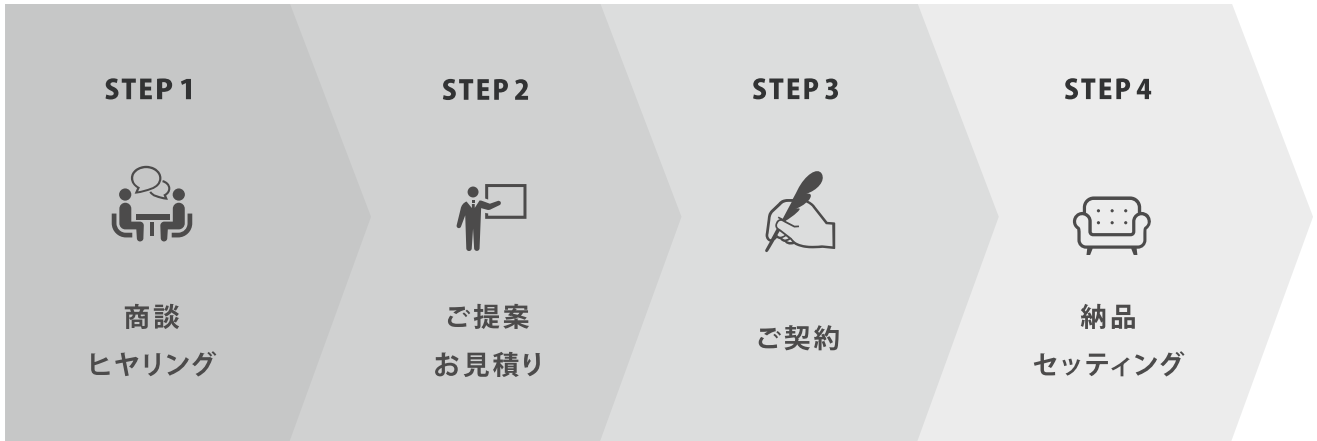 STEP 1
商談
ヒヤリング
STEP 2
ご提案
お見積り
STEP 3
ご契約
STEP 4
納品
セッティング